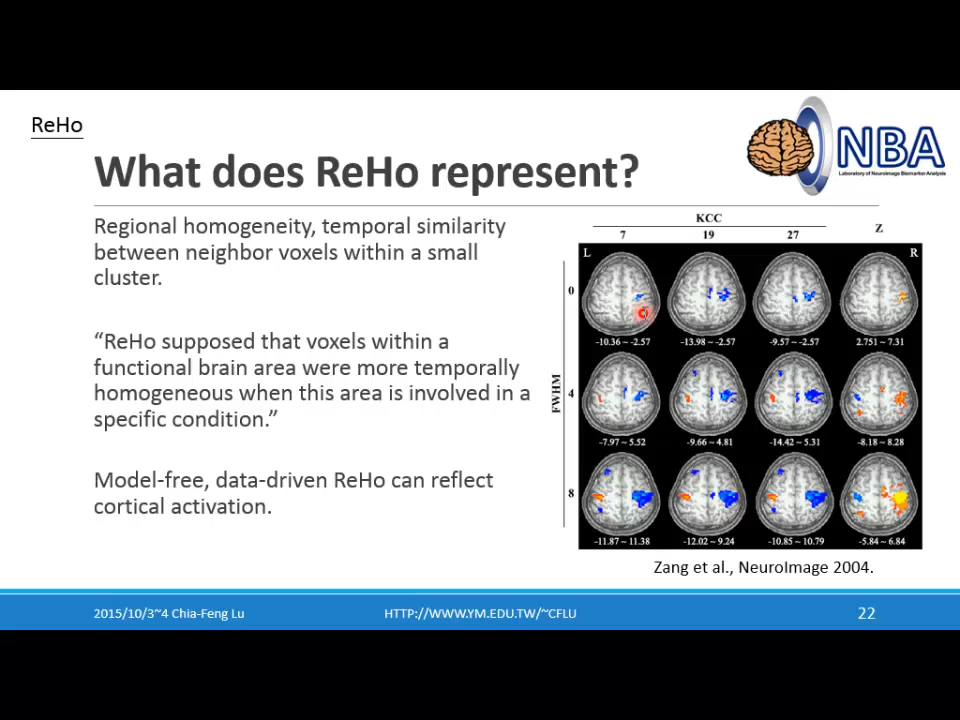 ReHo
What does ReHo represent?
NBA
Laboratory of NeuroImage Biomarker Analysis
Regional homogeneity, temporal similarity
between neighbor voxels within a small
cluster.
“ReHo supposed that voxels within a
functional brain area were more temporally
homogeneous when this area is involved in a
specific condition.”
Model-free, data-driven ReHo can reflect
cortical activation.
KCC
Z
7 19 27
L R
FWHM
0
-10.36 ~ -2.57 -13.98 ~ -2.57 -9.57 ~ -2.57 2.751 ~ 7.31
4
-7.97 ~ 5.52 -9.66 ~ 4.81 -14.42 ~ 5.31 -8.18 ~ 8.28
8
-11.87 ~ 11.38 -12.02 ~ 9.24 -10.85 ~ 10.79 -5.84 ~ 6.84
Zang et al., NeuroImage 2004.
2015/10/3~4 Chia-Feng Lu HTTP://WWW.YM.EDU.TW/~CFLU 22